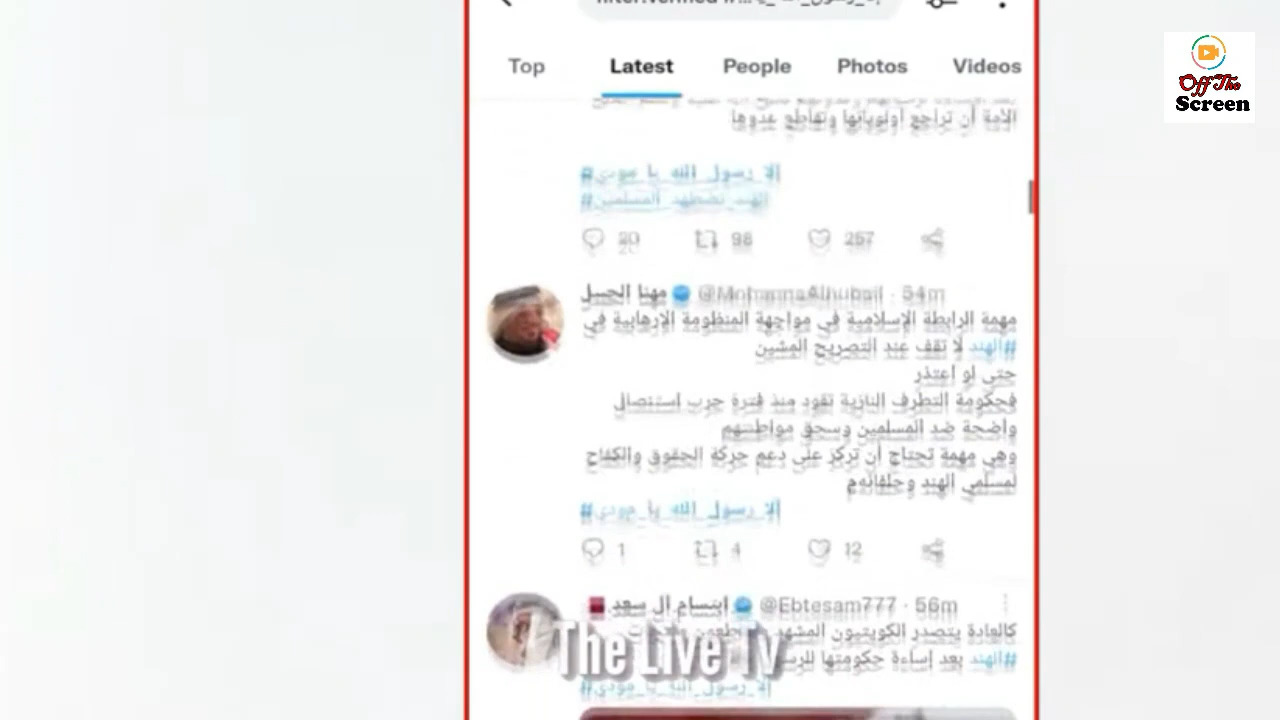 Top Latest People Photos Videos
Off The
Screen
الأمة أن تراجع أولوياتها وتقاطع عدوها
#إلا_رسول_الله_يا_مودي
#الهند_تضطهد_المسلمين
20 98 257
مهنا الحبيل @MohannaAlhubail · 54m
مهمة الرابطة الإسلامية في مواجهة المنظومة الإرهابية في
#الهند لا تقف عند التصريح المشين
حتى لو اعتذر
فحكومة التطرف النازية تقود منذ فترة حرب استئصال
واضحة ضد المسلمين وسحق مواطنتهم
وهي مهمة تحتاج أن تركز على دعم حركة الحقوق والكفاح
لمسلمي الهند وحلفائهم
#إلا_رسول_الله_يا_مودي
1 4 12
ابتسام آل سعد @Ebtesam777 · 56m
كالعادة يتصدر الكويتيون المشهد
#الهند بعد إساءة حكومتها
The Live Tv
#إلا_رسول_الله_يا_مودي